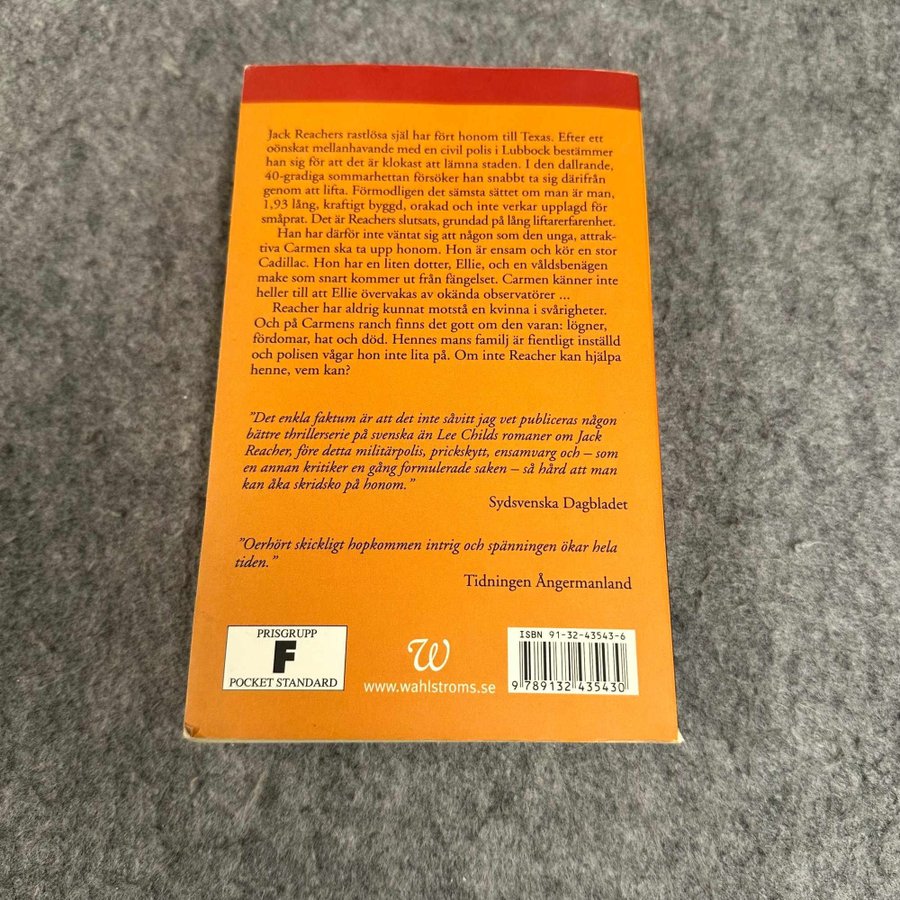 Jack Reachers rastlösa själ har fört honom till Texas. Efter ett
oönskat mellanhavande med en civil polis i Lubbock bestämmer
han sig för att det är klokast att lämna staden. I den dallrande,
40-gradiga sommarhettan försöker han snabbt ta sig därifrån
genom att lifta. Förmodligen det sämsta sättet om man är man,
1,93 lång, kraftigt byggd, orakad och inte verkar upplagd för
småprat. Det är Reachers slutsats, grundad på lång liftarerfarenhet.
Han har därför inte väntat sig att någon som den unga, attrak-
tiva Carmen ska ta upp honom. Hon är ensam och kör en stor
Cadillac. Hon har en liten dotter, Ellie, och en våldsbenägen
make som snart kommer ut från fängelset. Carmen känner inte
heller till att Ellie övervakas av okända observatörer ...
Reacher har aldrig kunnat motstå en kvinna i svårigheter.
Och på Carmens ranch finns det gott om den varan: lögner,
fördomar, hat och död. Hennes mans familj är fientligt inställd
och polisen vågar hon inte lita på. Om inte Reacher kan hjälpa
henne, vem kan?
”Det enkla faktum är att det inte såvitt jag vet publiceras någon
bättre thrillerserie på svenska än Lee Childs romaner om Jack
Reacher, före detta militärpolis, prickskytt, ensamvarg och – som
en annan kritiker en gång formulerade saken – så hård att man
kan åka skridsko på honom.”
Sydsvenska Dagbladet
”Oerhört skickligt hopkommen intrig och spänningen ökar hela
tiden.”
Tidningen Ångermanland
PRISGRUPP
F
POCKET STANDARD
W
www.wahlstroms.se
ISBN 91-32-43543-6
9 789132 435430